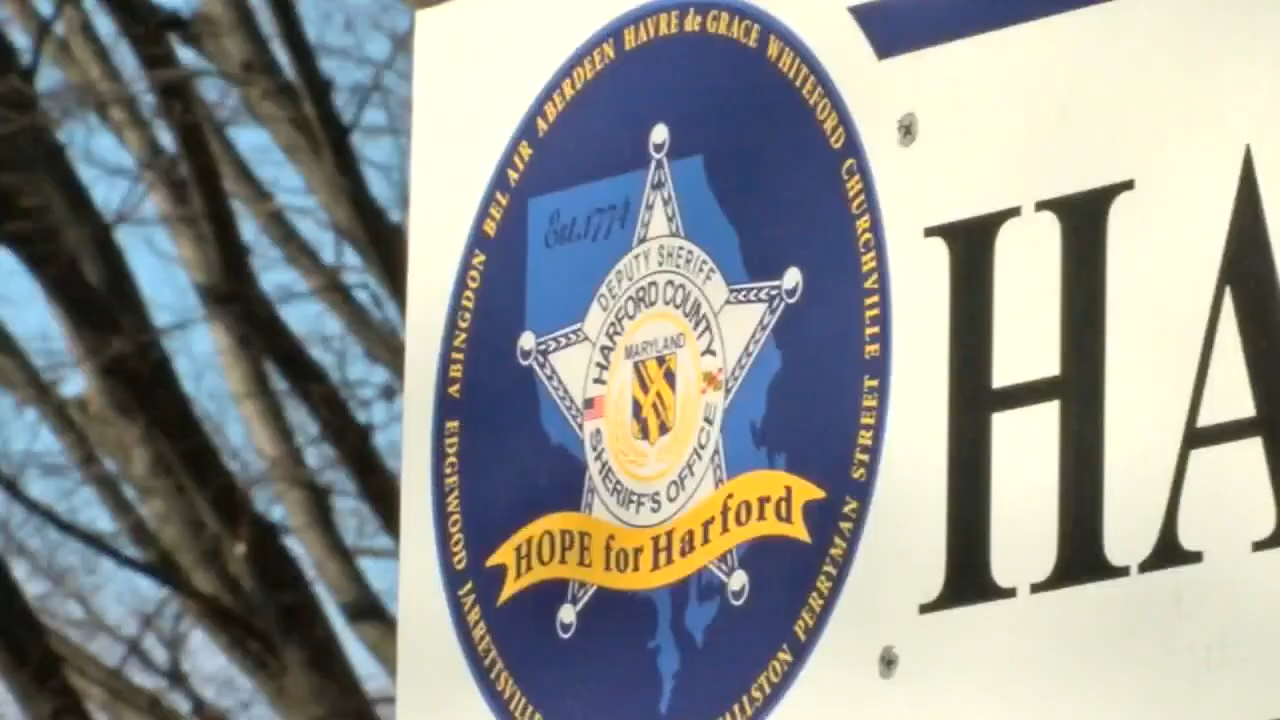 EDGEWOOD ABINGDON BEL AIR ABERDEEN HAVRE de GRACE WHITEFORD CHURCHVILLE STREET PERRYMAN
Est.1774
DEPUTY SHERIFF
HARFORD COUNTY
MARYLAND
SHERIFF'S OFFICE
HOPE for Harford
HA